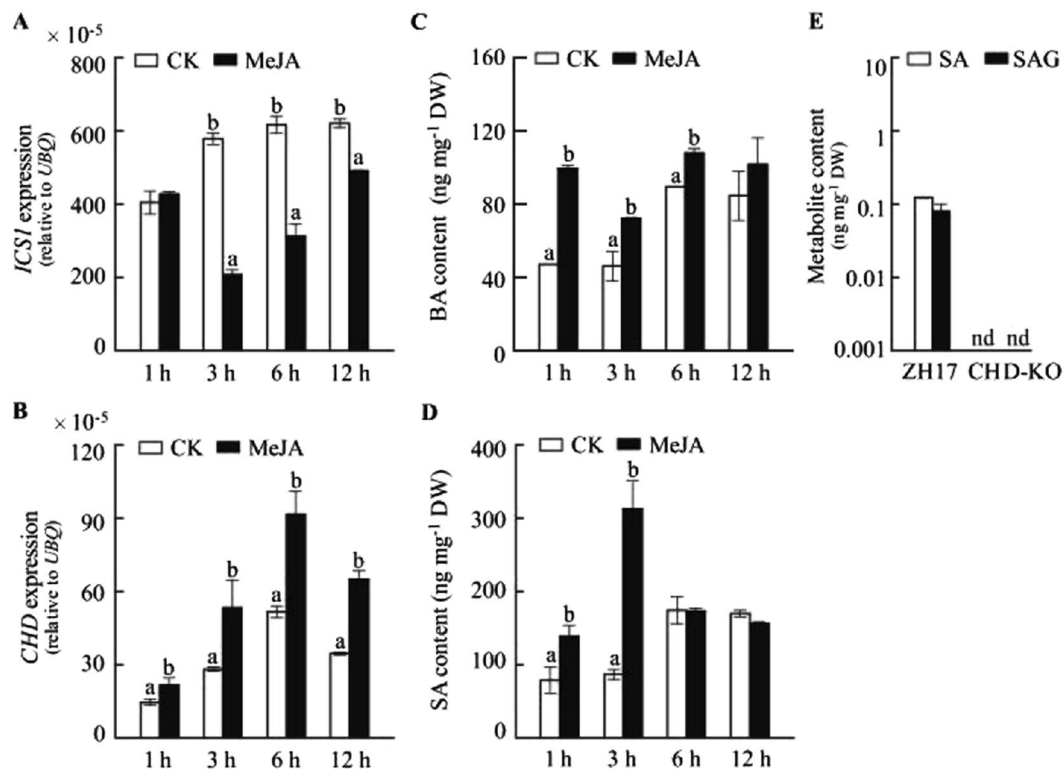 A
× 10⁻⁵
CK MeJA
800
600
400
200
0
ICS1 expression
(relative to UBQ)
b b b
a a a
1 h 3 h 6 h 12 h
B
× 10⁻⁵
CK MeJA
120
90
60
30
0
CHD expression
(relative to UBQ)
a b a b a b a b
1 h 3 h 6 h 12 h
C
CK MeJA
160
120
80
40
0
BA content (ng mg⁻¹ DW)
a b a b a b
1 h 3 h 6 h 12 h
D
CK MeJA
400
300
200
100
0
SA content (ng mg⁻¹ DW)
a b a b
1 h 3 h 6 h 12 h
E
SA SAG
10
1
0.1
0.01
0.001
Metabolite content
(ng mg⁻¹ DW)
nd nd
ZH17 CHD-KO